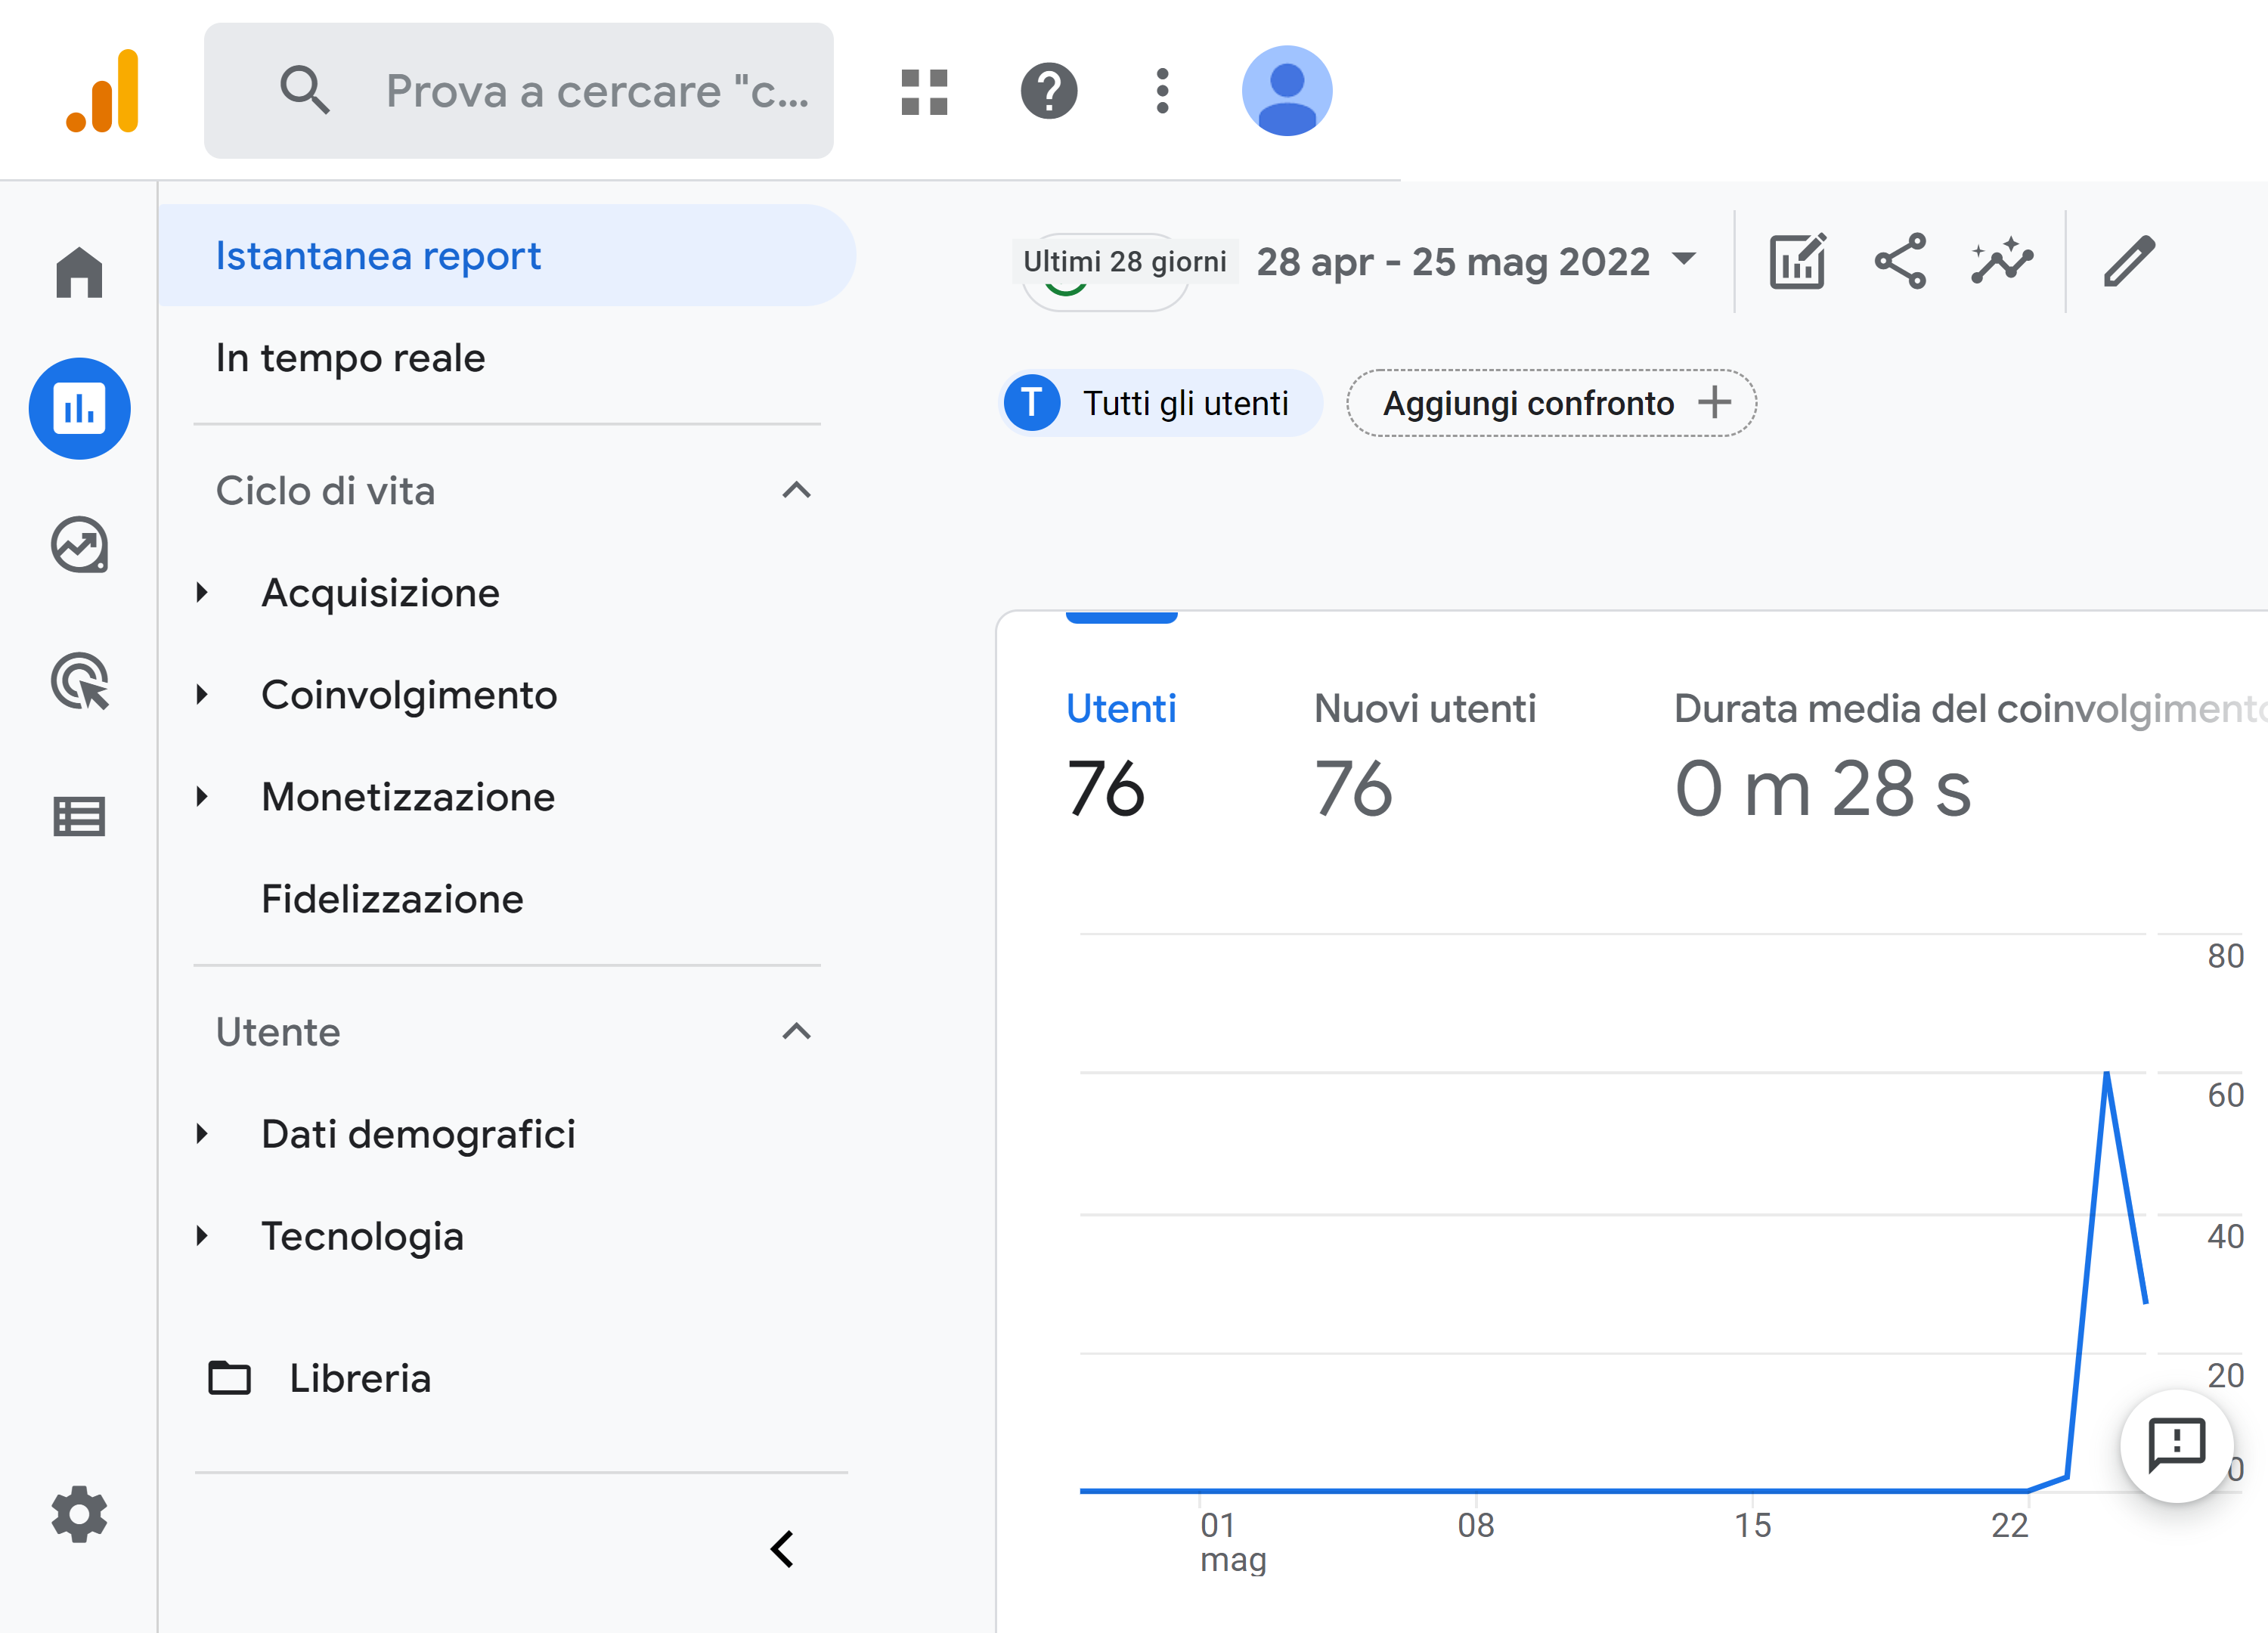 Prova a cercare "c...
Istantanea report
In tempo reale
Ciclo di vita
Acquisizione
Coinvolgimento
Monetizzazione
Fidelizzazione
Utente
Dati demografici
Tecnologia
Libreria
Ultimi 28 giorni 28 apr - 25 mag 2022
T Tutti gli utenti Aggiungi confronto
Utenti Nuovi utenti Durata media del coinvolgimento
76 76 0 m 28 s
80
60
40
20
0
01 08 15 22
mag